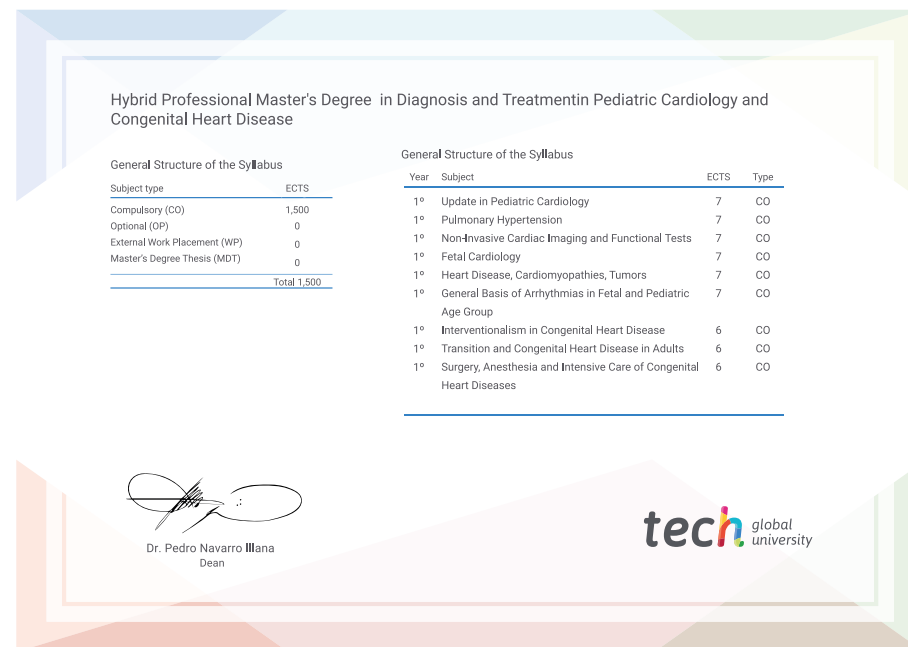 Hybrid Professional Master's Degree in Diagnosis and Treatmentin Pediatric Cardiology and
Congenital Heart Disease
General Structure of the Syllabus
Subject type ECTS
Compulsory (CO) 1,500
Optional (OP) 0
External Work Placement (WP) 0
Master's Degree Thesis (MDT) 0
Total 1,500
General Structure of the Syllabus
Year Subject ECTS Type
1º Update in Pediatric Cardiology 7 CO
1º Pulmonary Hypertension 7 CO
1º Non-Invasive Cardiac Imaging and Functional Tests 7 CO
1º Fetal Cardiology 7 CO
1º Heart Disease, Cardiomyopathies, Tumors 7 CO
1º General Basis of Arrhythmias in Fetal and Pediatric 7 CO
Age Group
1º Interventionalism in Congenital Heart Disease 6 CO
1º Transition and Congenital Heart Disease in Adults 6 CO
1º Surgery, Anesthesia and Intensive Care of Congenital 6 CO
Heart Diseases
Dr. Pedro Navarro Illana
Dean
tech global
university